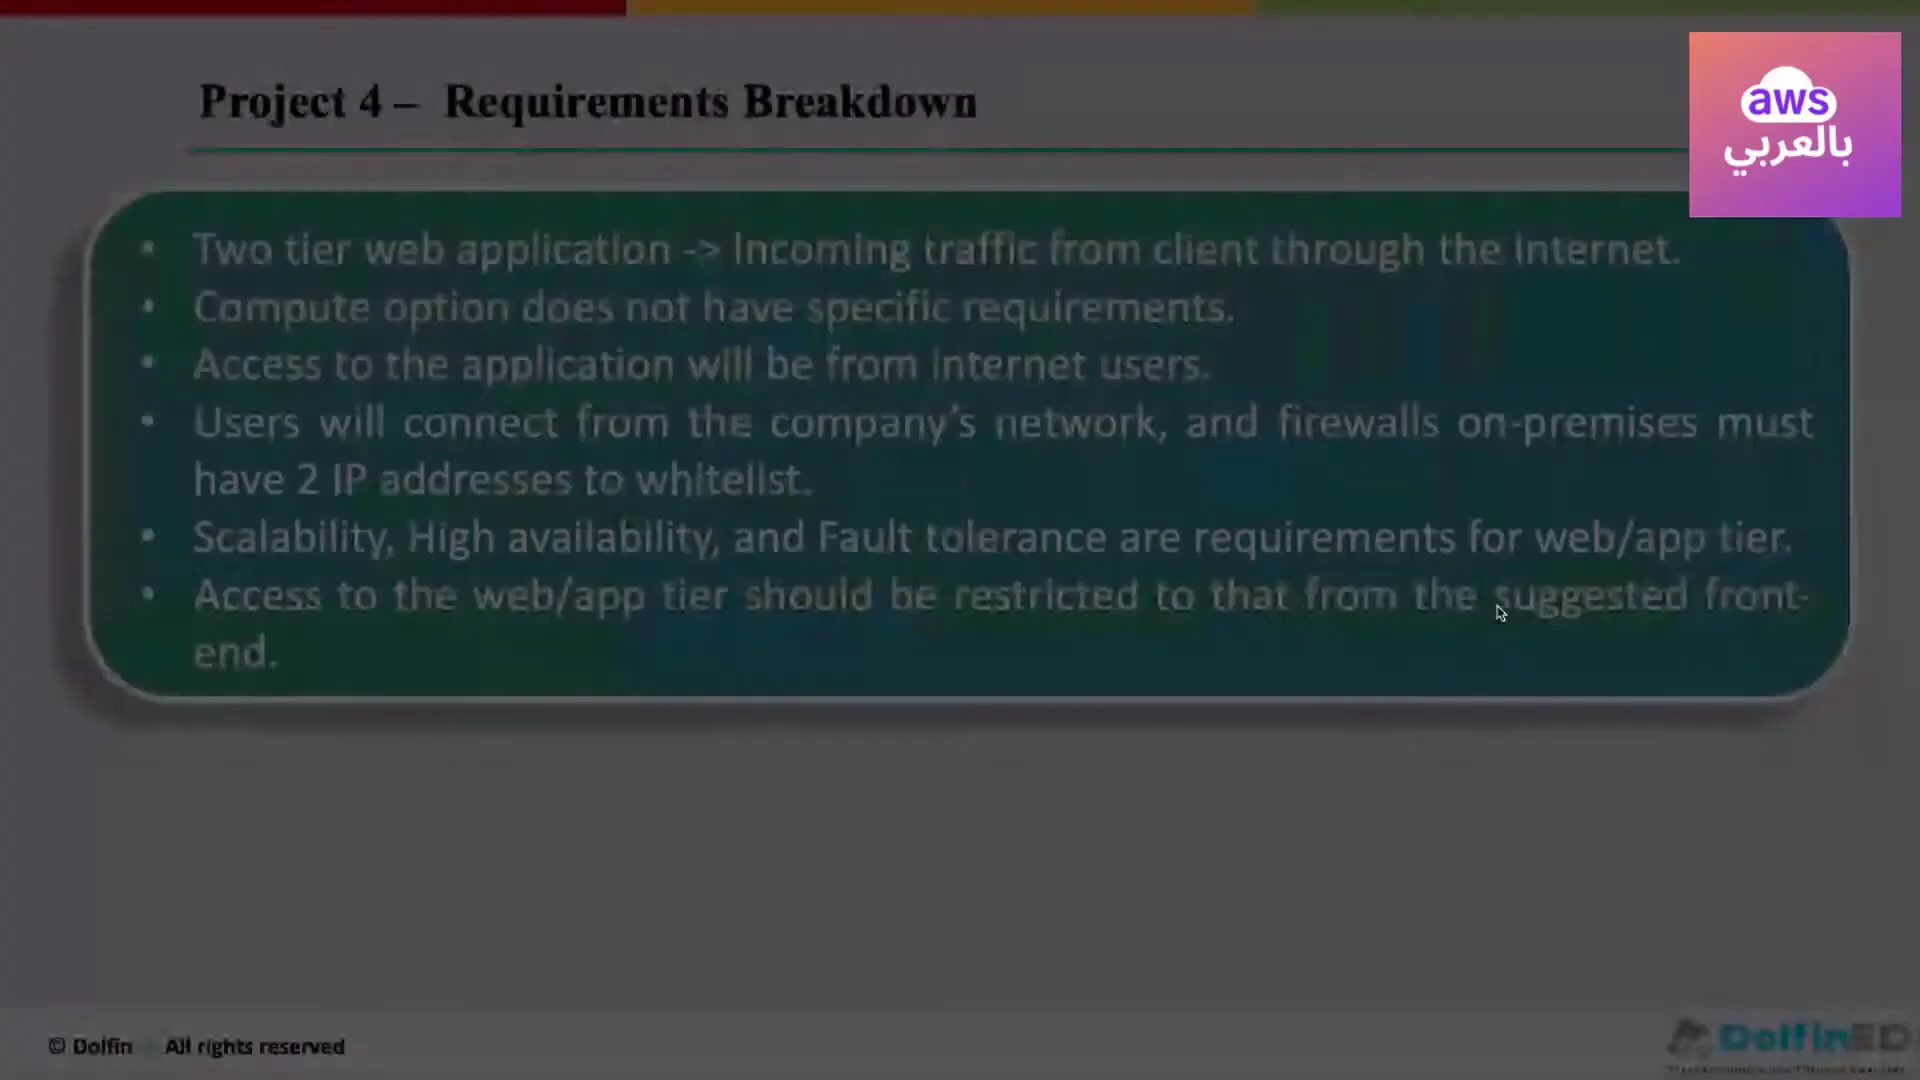 Project 4 – Requirements Breakdown
aws
بالعربي
• Two tier web application -> Incoming traffic from client through the Internet.
• Compute option does not have specific requirements.
• Access to the application will be from Internet users.
• Users will connect from the company's network, and firewalls on-premises must
have 2 IP addresses to whitelist.
• Scalability, High availability, and Fault tolerance are requirements for web/app tier.
• Access to the web/app tier should be restricted to that from the suggested front-
end.
© Dolfin All rights reserved
DolfinED